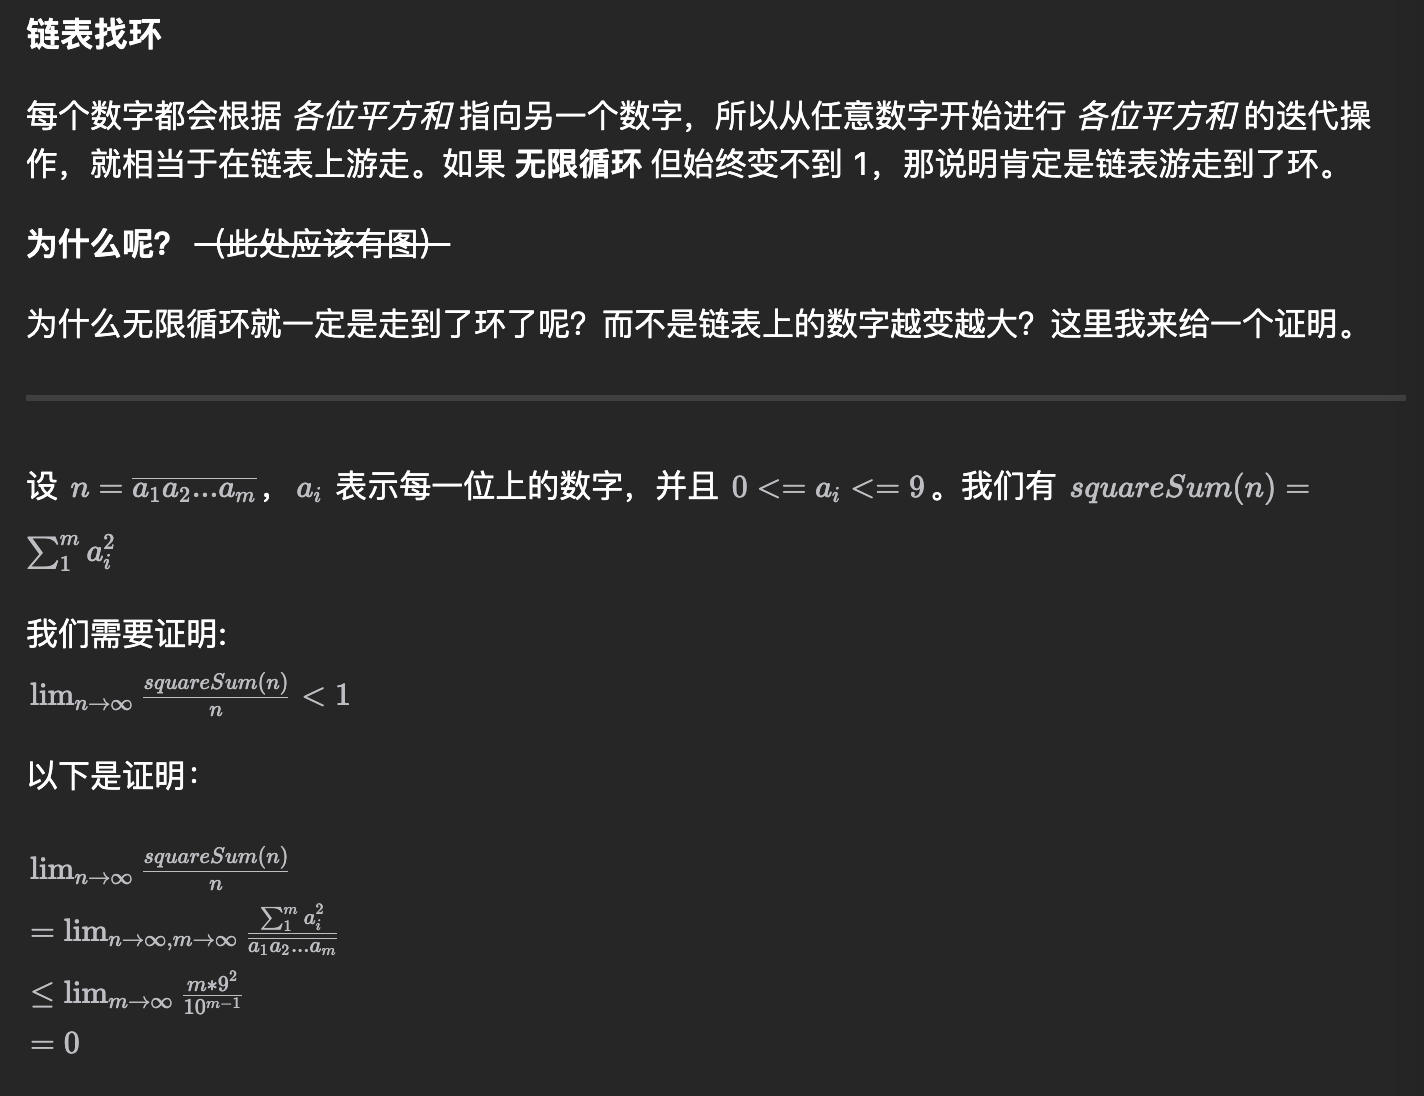 链表找环
每个数字都会根据 各位平方和 指向另一个数字，所以从任意数字开始进行 各位平方和 的迭代操
作，就相当于在链表上游走。如果 无限循环 但始终变不到 1，那说明肯定是链表游走到了环。
为什么呢？ （此处应该有图）
为什么无限循环就一定是走到了环了呢？而不是链表上的数字越变越大？这里我来给一个证明。
设 $n = \overline{a_1a_2...a_m}$， $a_i$ 表示每一位上的数字，并且 $0 <= a_i <= 9$。我们有 $squareSum(n) =$
$\sum_1^m a_i^2$
我们需要证明:
$\lim_{n\to\infty} \frac{squareSum(n)}{n} < 1$
以下是证明：
$\lim_{n\to\infty} \frac{squareSum(n)}{n}$
$= \lim_{n\to\infty,m\to\infty} \frac{\sum_1^m a_i^2}{\overline{a_1a_2...a_m}}$
$\leq \lim_{m\to\infty} \frac{m*9^2}{10^{m-1}}$
$= 0$